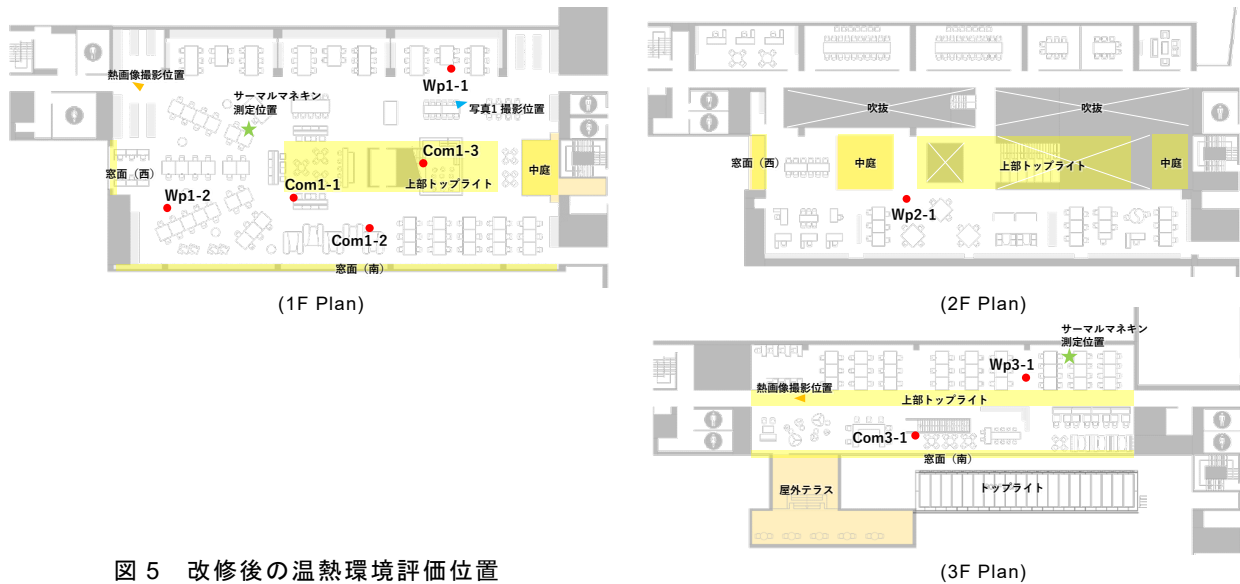 熱画像撮影位置
サーマルマネキン
測定位置
Wp1-1
写真1 撮影位置
Com1-3
上部トップライト
中庭
窓面（西）
Com1-1
Wp1-2
Com1-2
窓面（南）
(1F Plan)
吹抜
吹抜
窓面（西）
中庭
上部トップライト
中庭
Wp2-1
(2F Plan)
サーマルマネキン
測定位置
Wp3-1
熱画像撮影位置
上部トップライト
Com3-1
窓面（南）
屋外テラス
トップライト
(3F Plan)
図 5　改修後の温熱環境評価位置